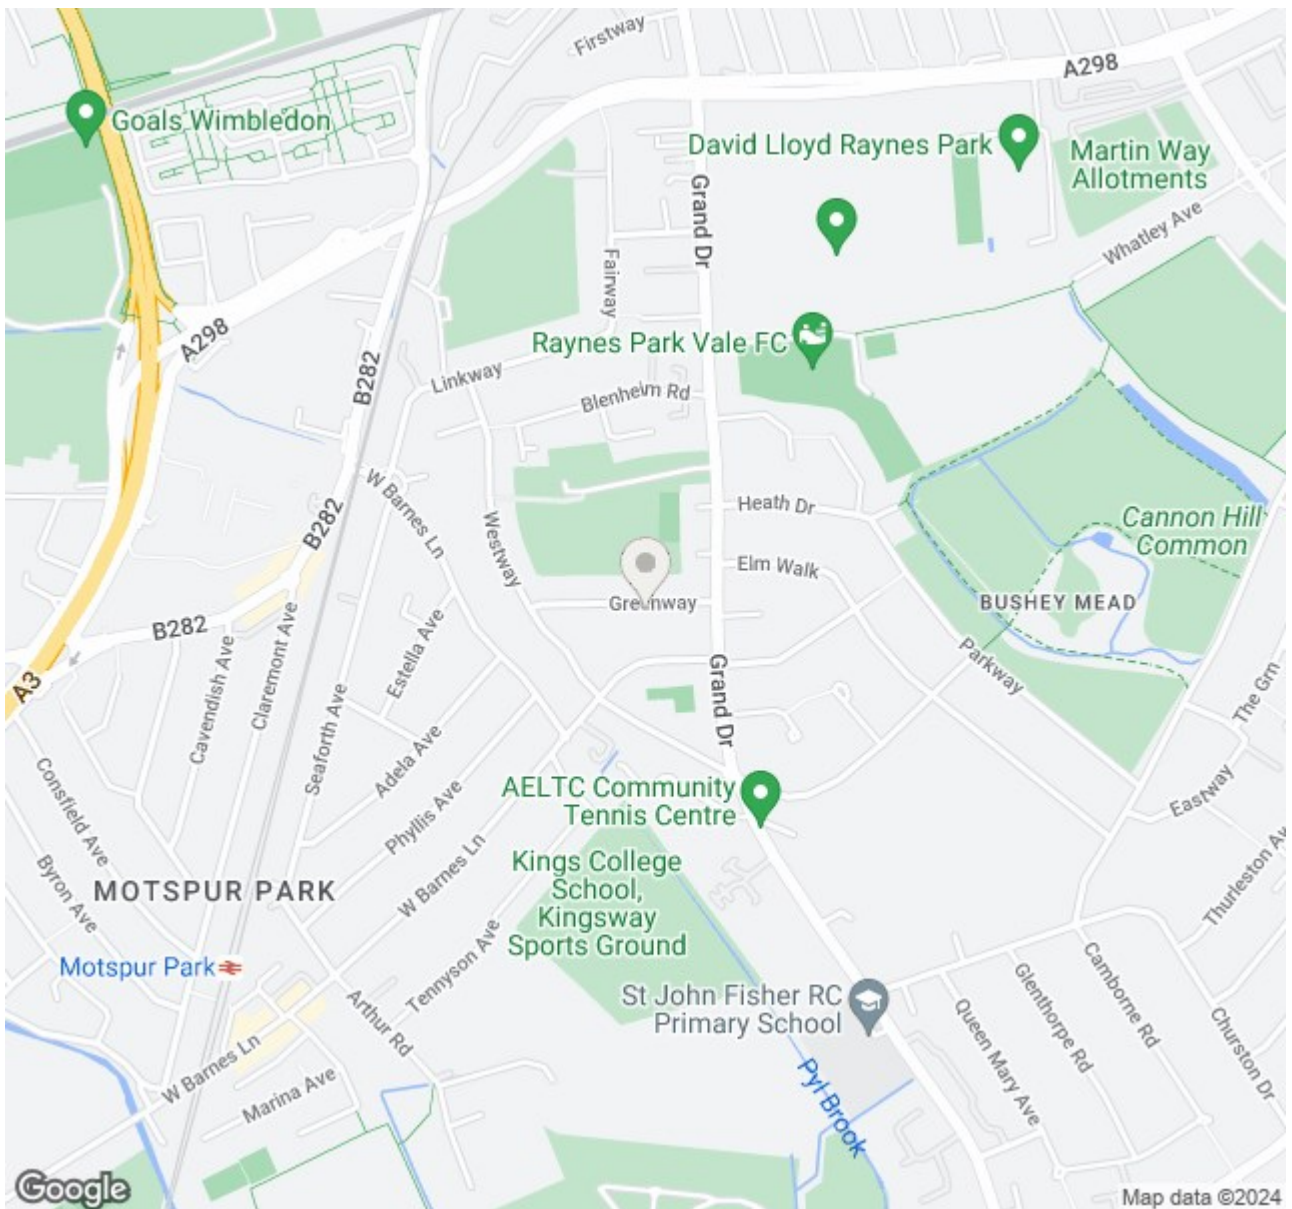 Firstway
A298
Goals Wimbledon
David Lloyd Raynes Park
Martin Way
Allotments
Grand Dr
Whatley Ave
Fairway
A298
Raynes Park Vale FC
B282
Linkway
Blenheim Rd
W Barnes Ln
Heath Dr
Westway
B282
Cannon Hill
Common
Elm Walk
Greenway
BUSHEY MEAD
B282
Estella Ave
Claremont Ave
Cavendish Ave
Parkway
A3
Grand Dr
The Grn
Seaforth Ave
Adela Ave
Consfield Ave
Phyllis Ave
AELTC Community
Tennis Centre
Eastway
Thurleston Av
Byron Ave
MOTSPUR PARK
W Barnes Ln
Kings College
School,
Kingsway
Sports Ground
Motspur Park
Tennyson Ave
Arthur Rd
St John Fisher RC
Primary School
Queen Mary Ave
Glenthorpe Rd
Camborne Rd
Churston Dr
W Barnes Ln
Marina Ave
Pyl Brook
Google
Map data ©2024